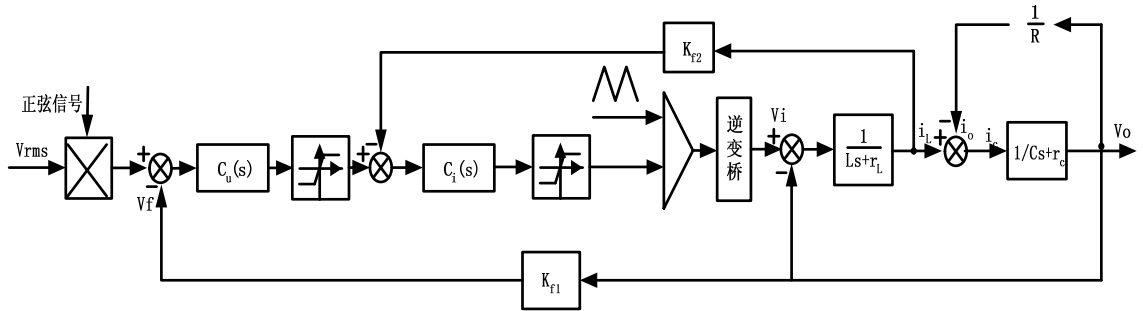 正弦信号
Vrms
Vf
C_u(s)
C_i(s)
K_f2
K_f1
逆变桥
Vi
1
Ls+r_L
i_L
i_o
i_c
1
R
1/Cs+r_c
Vo